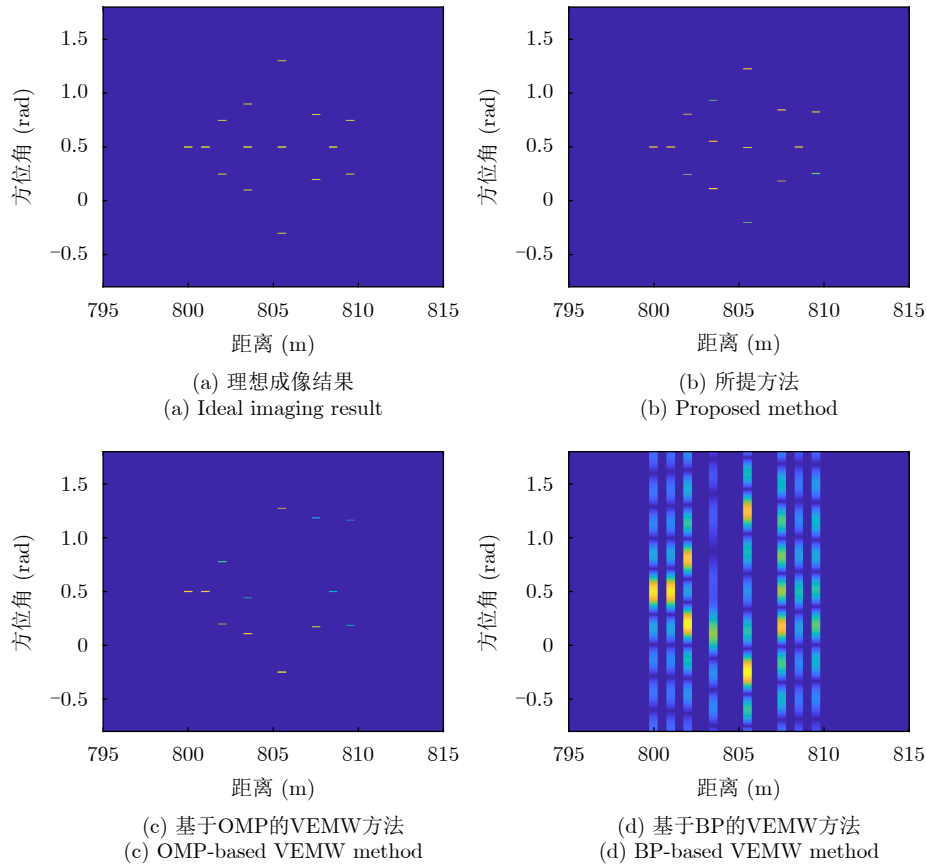 1.5
1.0
0.5
0
−0.5
方位角 (rad)
795 800 805 810 815
距离 (m)
(a) 理想成像结果
(a) Ideal imaging result
1.5
1.0
0.5
0
−0.5
方位角 (rad)
795 800 805 810 815
距离 (m)
(b) 所提方法
(b) Proposed method
1.5
1.0
0.5
0
−0.5
方位角 (rad)
795 800 805 810 815
距离 (m)
(c) 基于OMP的VEMW方法
(c) OMP-based VEMW method
1.5
1.0
0.5
0
−0.5
方位角 (rad)
795 800 805 810 815
距离 (m)
(d) 基于BP的VEMW方法
(d) BP-based VEMW method